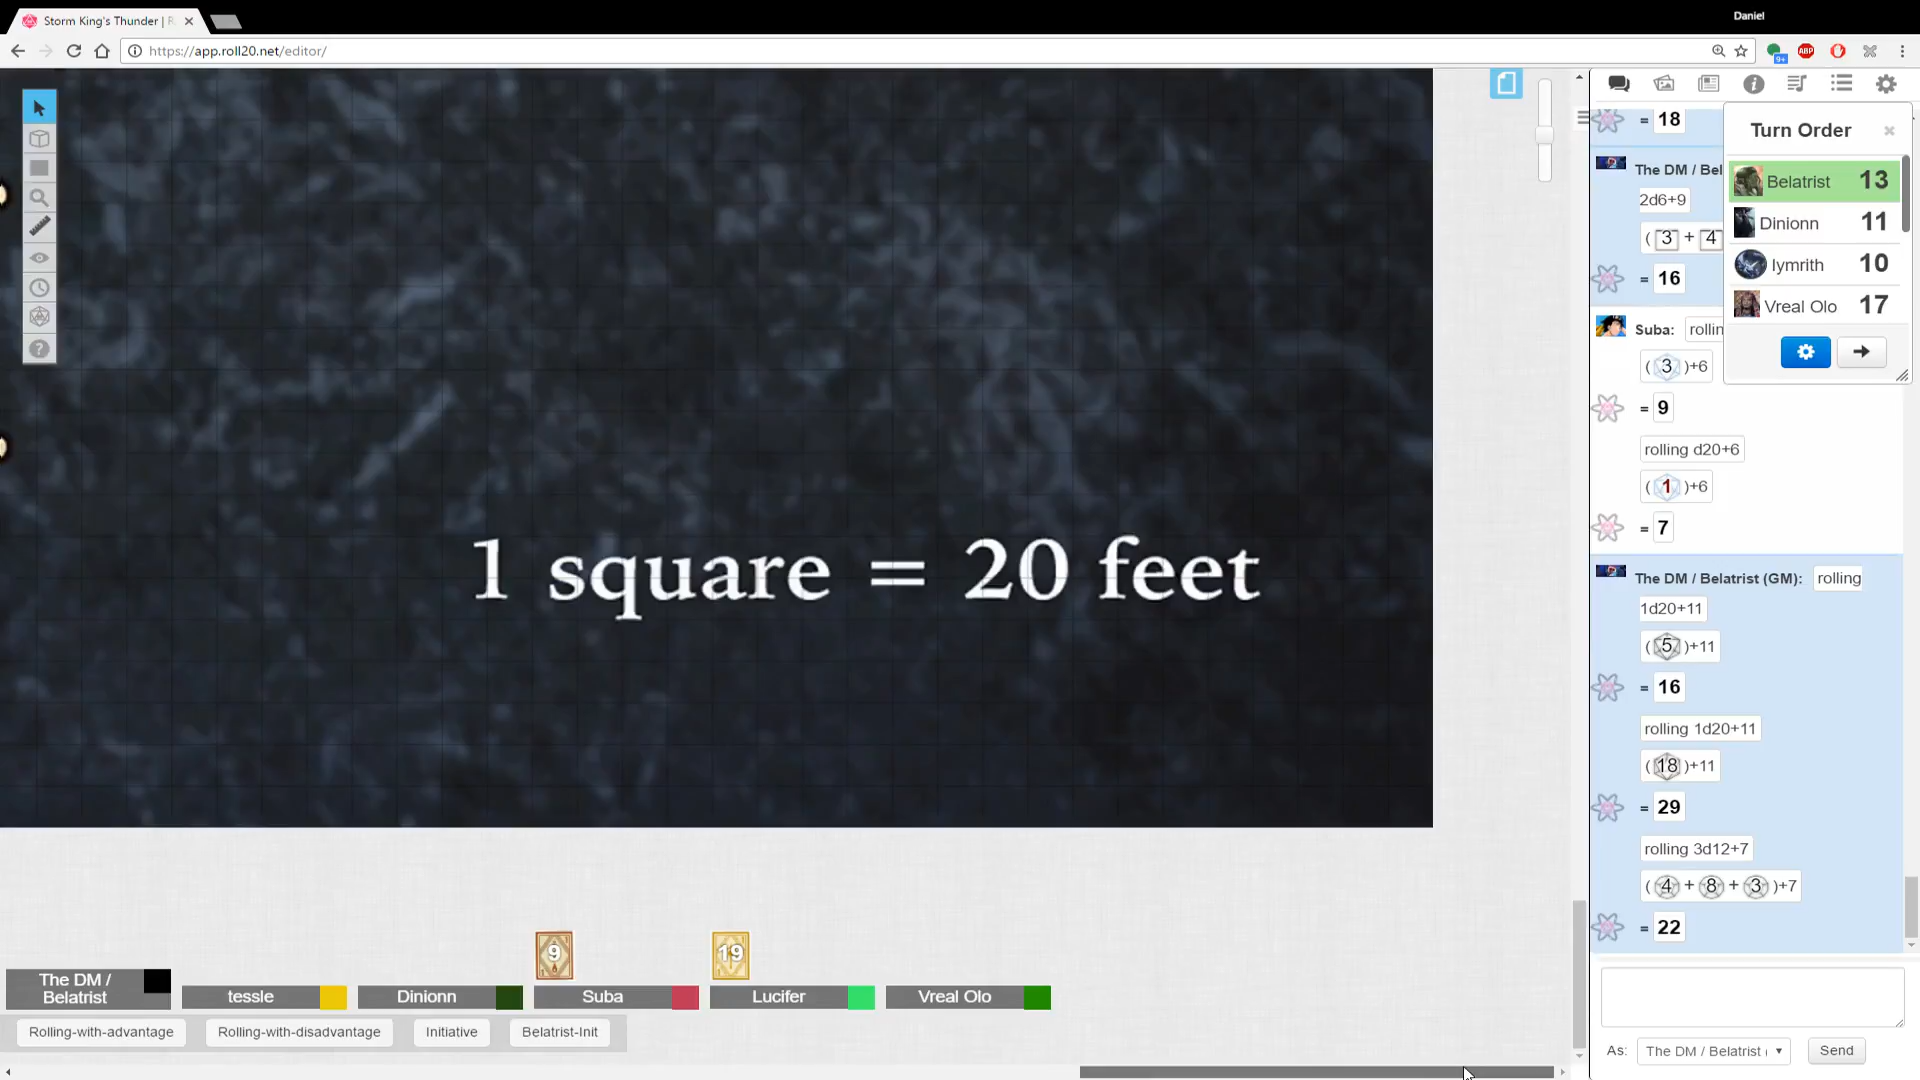 Daniel
Storm King's Thunder | R
https://app.roll20.net/editor/
9+
ABP
= 18
Turn Order
Belatrist 13
Dinionn 11
Iymrith 10
Vreal Olo 17
The DM / Bel
2d6+9
( 3 + 4
= 16
Suba: rollin
( 3 )+6
= 9
rolling d20+6
( 1 )+6
= 7
The DM / Belatrist (GM): rolling
1d20+11
( 5 )+11
= 16
rolling 1d20+11
( 18 )+11
= 29
rolling 3d12+7
( 4 + 8 + 3 )+7
= 22
1 square = 20 feet
9
19
The DM /
Belatrist
tessle
Dinionn
Suba
Lucifer
Vreal Olo
Rolling-with-advantage
Rolling-with-disadvantage
Initiative
Belatrist-Init
As: The DM / Belatrist (
Send